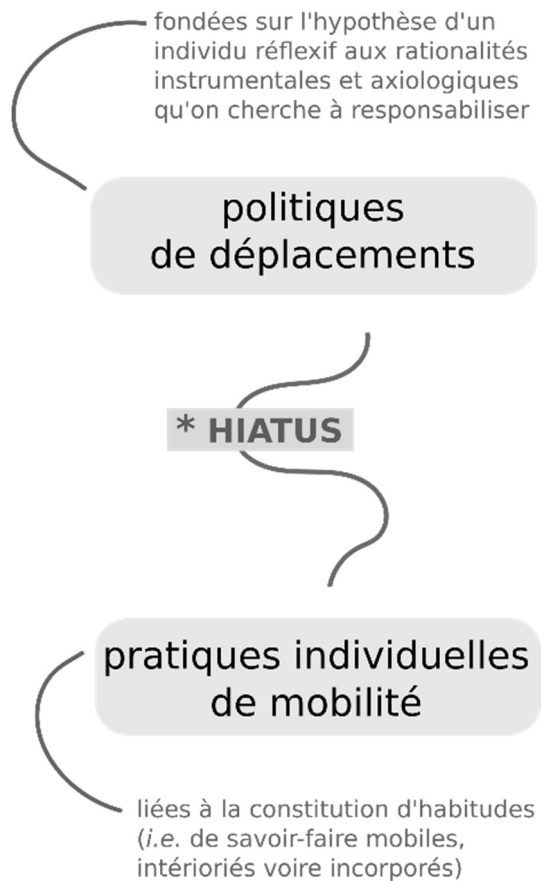 fondées sur l'hypothèse d'un
individu réflexif aux rationalités
instrumentales et axiologiques
qu'on cherche à responsabiliser
politiques
de déplacements
* HIATUS
pratiques individuelles
de mobilité
liées à la constitution d'habitudes
(i.e. de savoir-faire mobiles,
intérioriés voire incorporés)